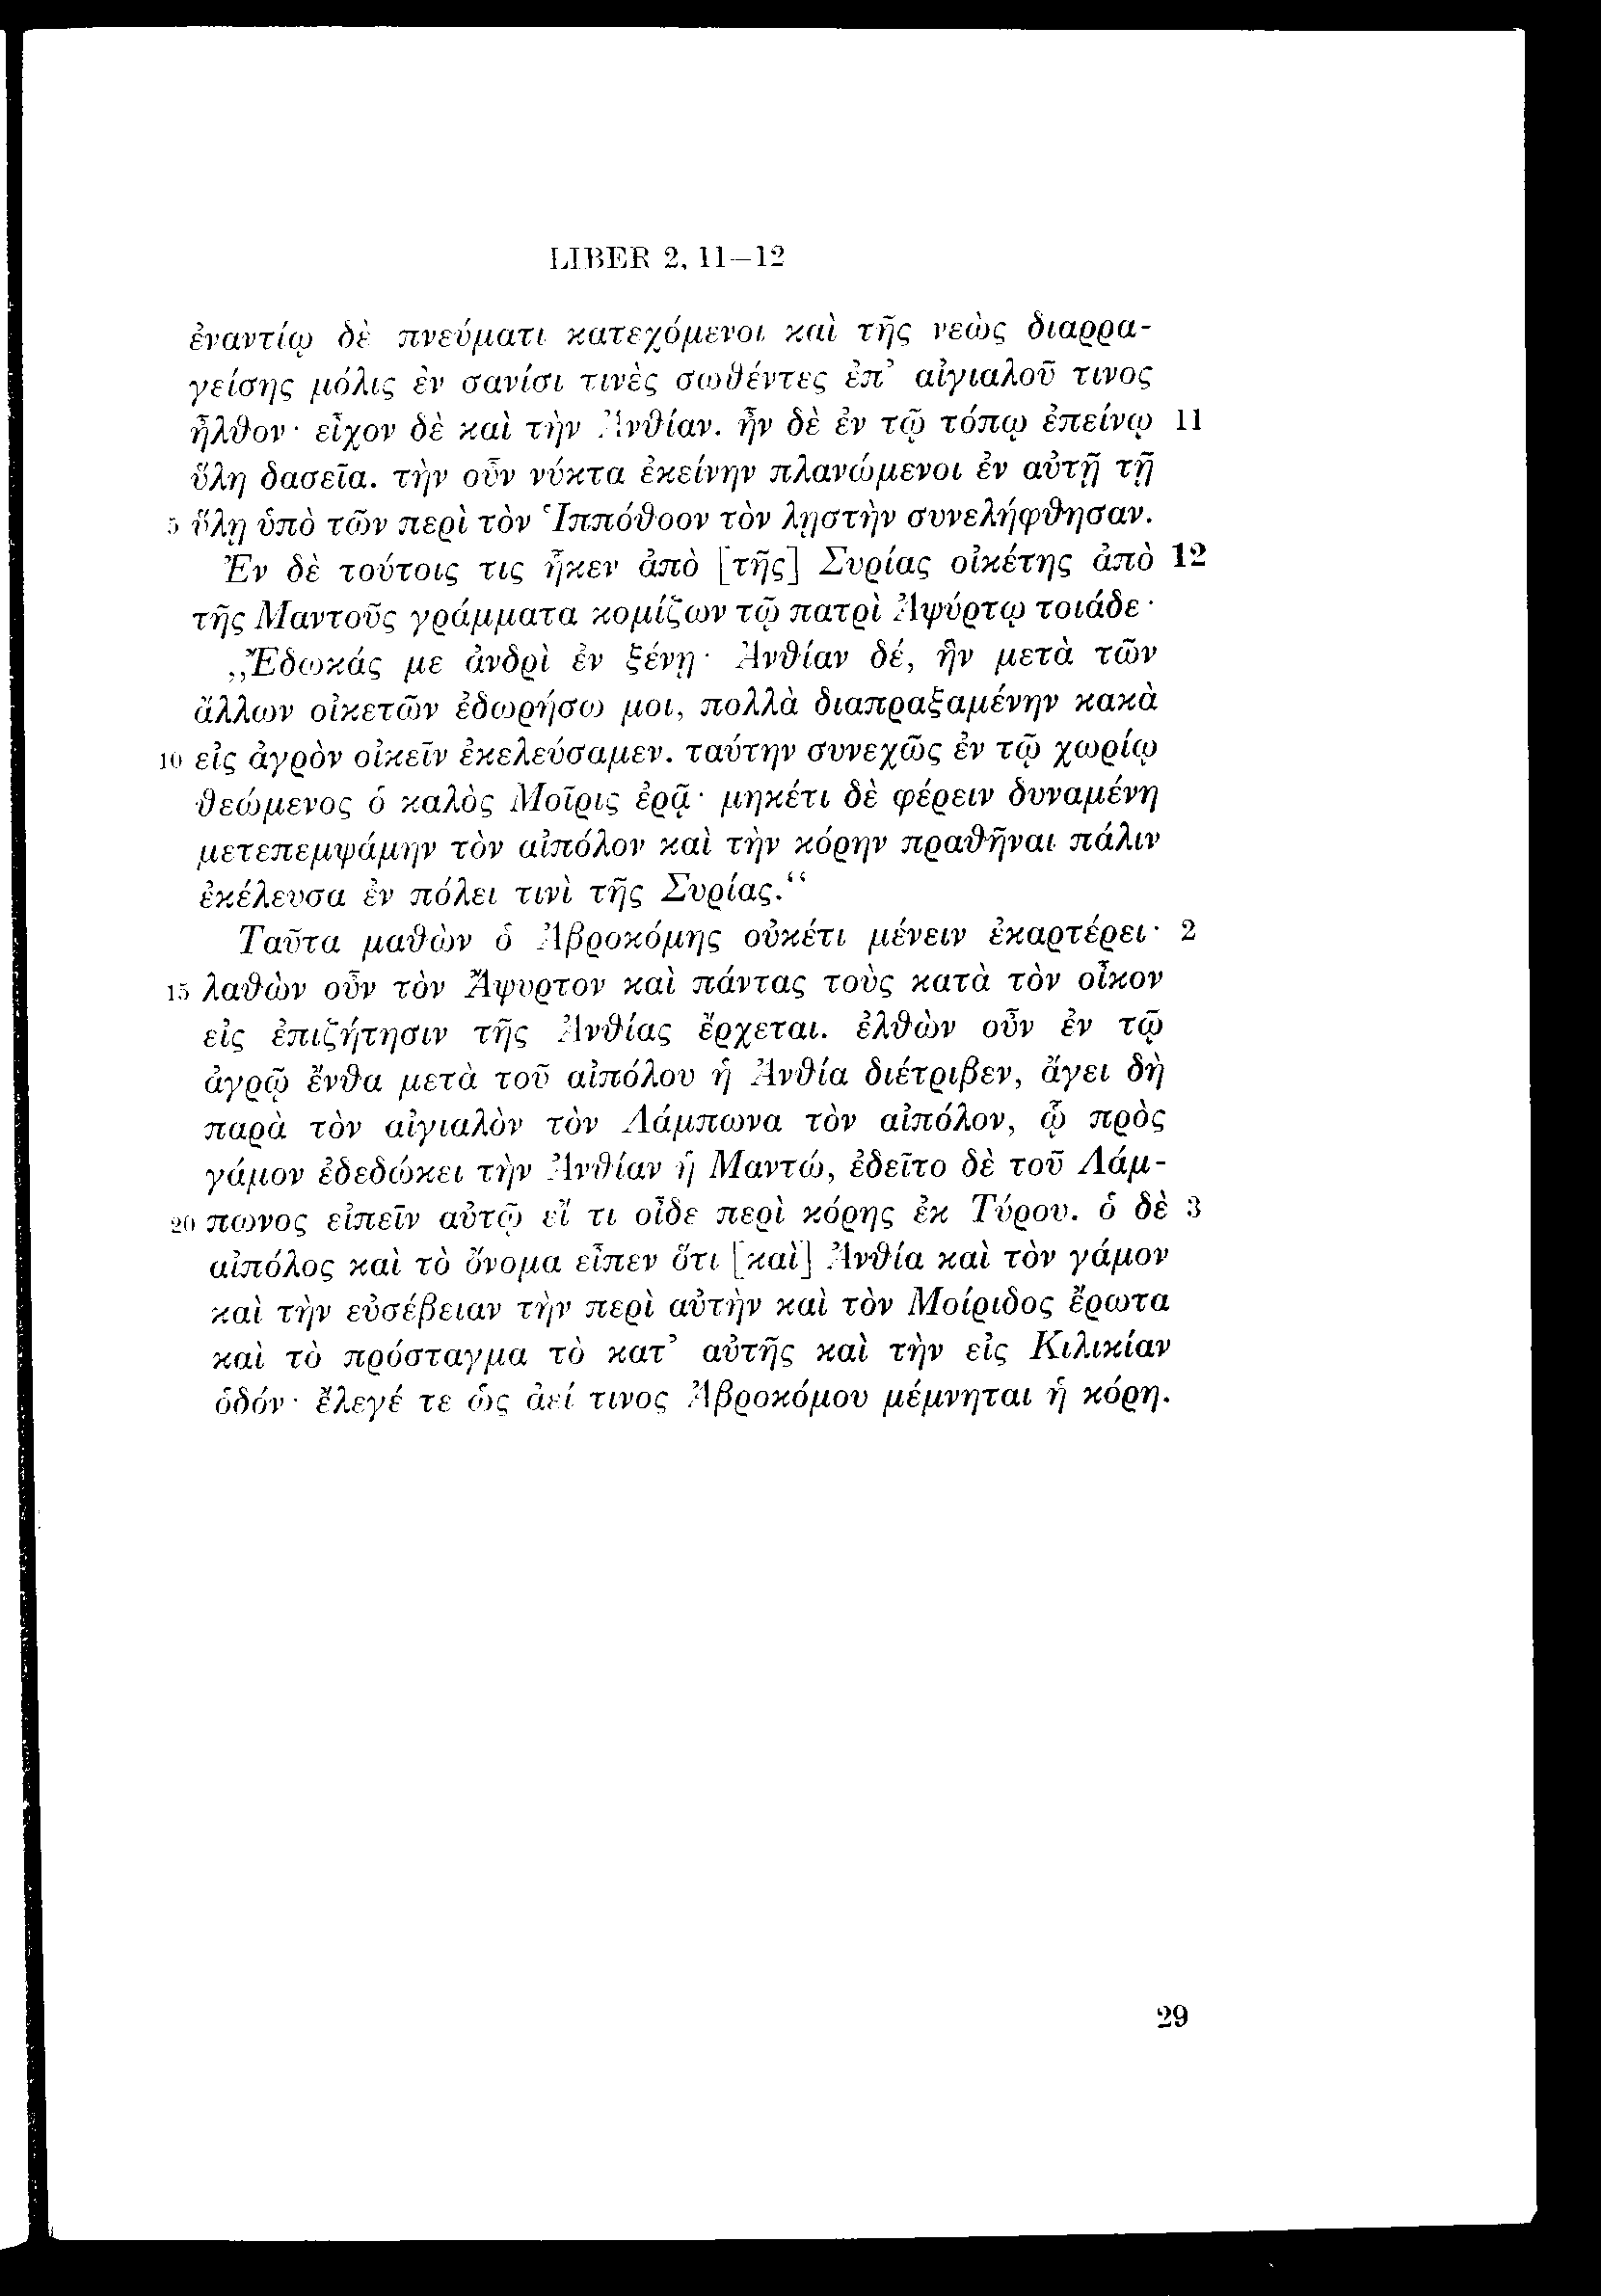 LIBER 2, 11–12
ἐναντίῳ δὲ πνεύματι κατεχόμενοι καὶ τῆς νεὼς διαρρα-
γείσης μόλις ἐν σανίσι τινὲς σωθέντες ἐπ’ αἰγιαλοῦ τινος
ἦλθον· εἶχον δὲ καὶ τὴν Ἀνθίαν. ἦν δὲ ἐν τῷ τόπῳ ἐπείνῳ 11
ὕλη δασεῖα. τὴν οὖν νύκτα ἐκείνην πλανώμενοι ἐν αὐτῇ τῇ
5 ὕλῃ ὑπὸ τῶν περὶ τὸν Ἱππόθοον τὸν λῃστὴν συνελήφθησαν.
Ἐν δὲ τούτοις τις ἧκεν ἀπὸ [τῆς] Συρίας οἰκέτης ἀπὸ 12
τῆς Μαντοῦς γράμματα κομίζων τῷ πατρὶ Ἀψύρτῳ τοιάδε·
„Ἔδωκάς με ἀνδρὶ ἐν ξένῃ· Ἀνθίαν δέ, ἣν μετὰ τῶν
ἄλλων οἰκετῶν ἐδωρήσω μοι, πολλὰ διαπραξαμένην κακὰ
10 εἰς ἀγρὸν οἰκεῖν ἐκελεύσαμεν. ταύτην συνεχῶς ἐν τῷ χωρίῳ
θεώμενος ὁ καλὸς Μοῖρις ἐρᾷ· μηκέτι δὲ φέρειν δυναμένη
μετεπεμψάμην τὸν αἰπόλον καὶ τὴν κόρην πραθῆναι πάλιν
ἐκέλευσα ἐν πόλει τινὶ τῆς Συρίας.“
Ταῦτα μαθὼν ὁ Ἁβροκόμης οὐκέτι μένειν ἐκαρτέρει· 2
15 λαθὼν οὖν τὸν Ἄψυρτον καὶ πάντας τοὺς κατὰ τὸν οἶκον
εἰς ἐπιζήτησιν τῆς Ἀνθίας ἔρχεται. ἐλθὼν οὖν ἐν τῷ
ἀγρῷ ἔνθα μετὰ τοῦ αἰπόλου ἡ Ἀνθία διέτριβεν, ἄγει δὴ
παρὰ τὸν αἰγιαλὸν τὸν Λάμπωνα τὸν αἰπόλον, ᾧ πρὸς
γάμον ἐδεδώκει τὴν Ἀνθίαν ἡ Μαντώ, ἐδεῖτο δὲ τοῦ Λάμ-
20 πωνος εἰπεῖν αὐτῷ εἴ τι οἶδε περὶ κόρης ἐκ Τύρου. ὁ δὲ 3
αἰπόλος καὶ τὸ ὄνομα εἶπεν ὅτι [καὶ] Ἀνθία καὶ τὸν γάμον
καὶ τὴν εὐσέβειαν τὴν περὶ αὐτὴν καὶ τὸν Μοίριδος ἔρωτα
καὶ τὸ πρόσταγμα τὸ κατ’ αὐτῆς καὶ τὴν εἰς Κιλικίαν
ὁδόν· ἔλεγέ τε ὡς ἀεί τινος Ἁβροκόμου μέμνηται ἡ κόρη.
29